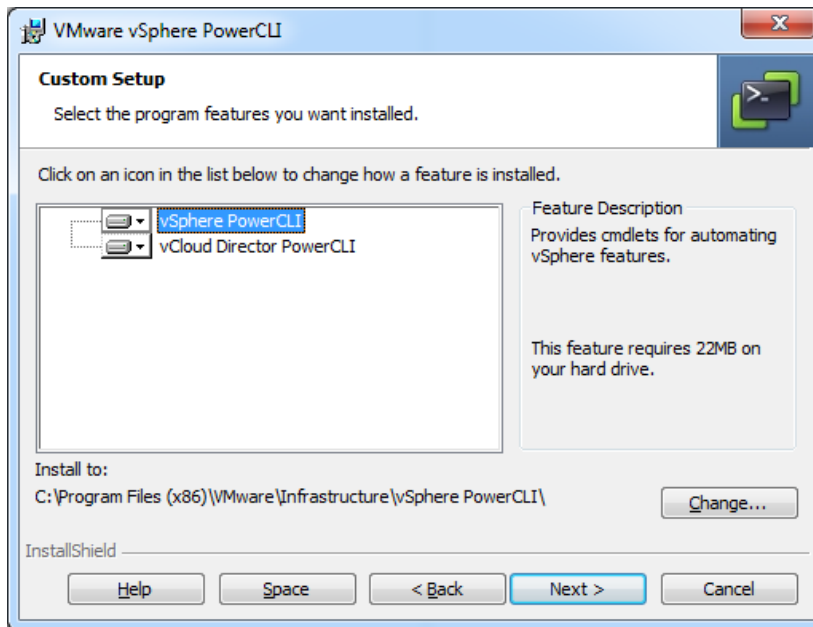 VMware vSphere PowerCLI
Custom Setup
Select the program features you want installed.
>_
Click on an icon in the list below to change how a feature is installed.
vSphere PowerCLI
vCloud Director PowerCLI
Feature Description
Provides cmdlets for automating
vSphere features.
This feature requires 22MB on
your hard drive.
Install to:
C:\Program Files (x86)\VMware\Infrastructure\vSphere PowerCLI\
Change...
InstallShield
Help
Space
< Back
Next >
Cancel